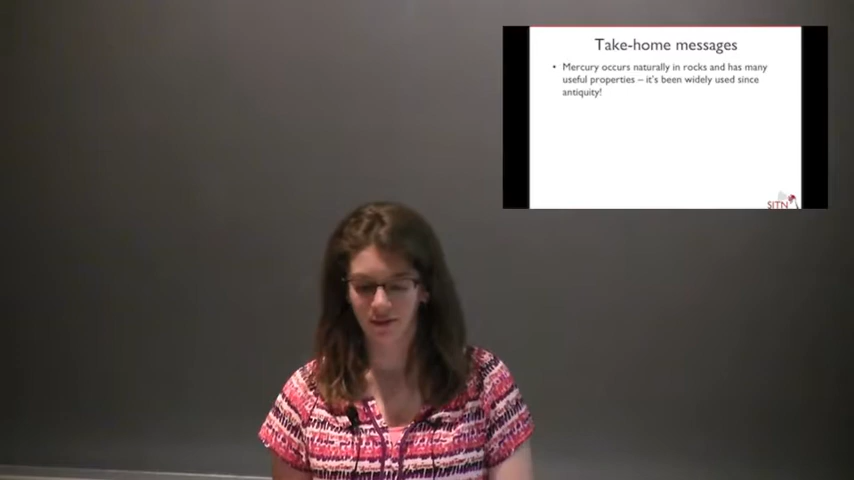 Take-home messages
• Mercury occurs naturally in rocks and has many
useful properties – it's been widely used since
antiquity!
SITN